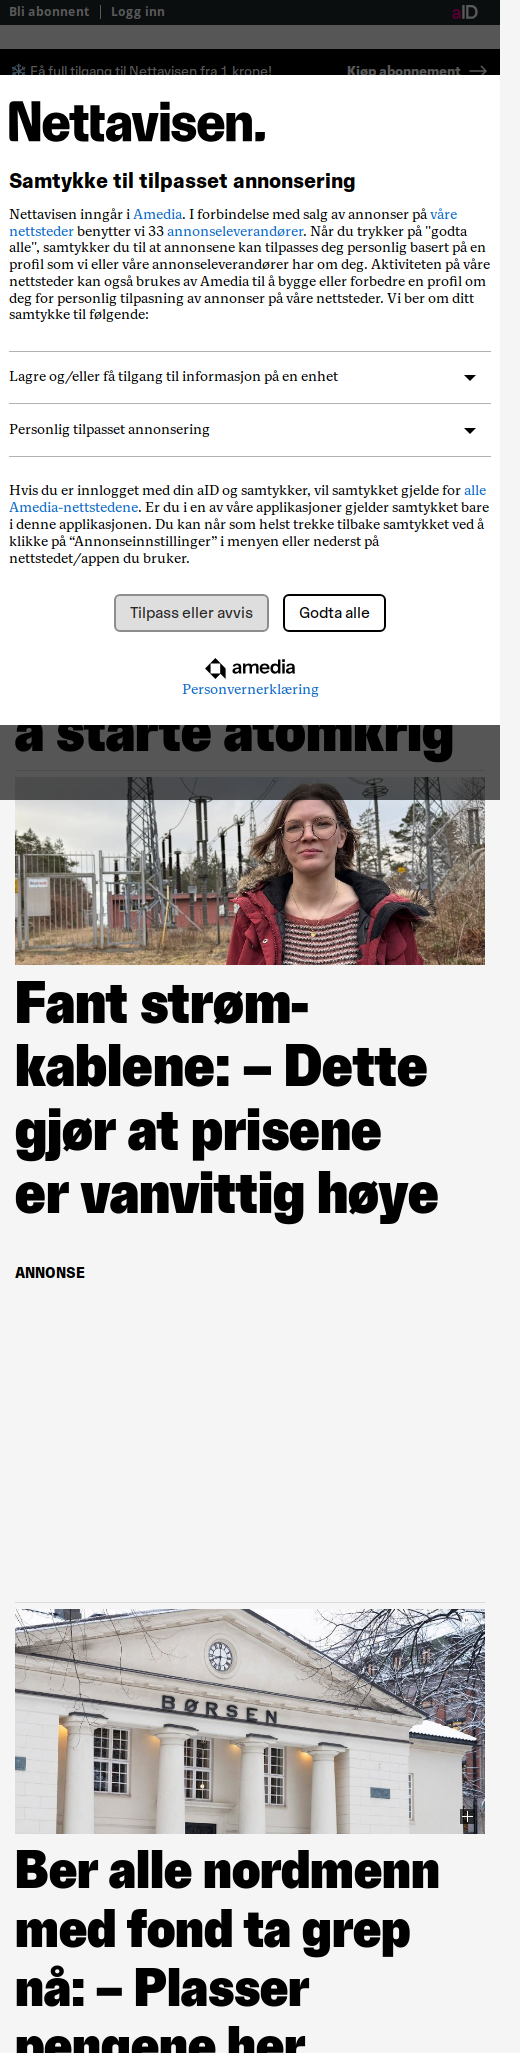 Bli abonnent | Logg inn
aID
Få full tilgang til Nettavisen fra 1 krone! Kjøp abonnement
Nettavisen.
Samtykke til tilpasset annonsering
Nettavisen inngår i Amedia. I forbindelse med salg av annonser på våre
nettsteder benytter vi 33 annonseleverandører. Når du trykker på "godta
alle", samtykker du til at annonsene kan tilpasses deg personlig basert på en
profil som vi eller våre annonseleverandører har om deg. Aktiviteten på våre
nettsteder kan også brukes av Amedia til å bygge eller forbedre en profil om
deg for personlig tilpasning av annonser på våre nettsteder. Vi ber om ditt
samtykke til følgende:
Lagre og/eller få tilgang til informasjon på en enhet
Personlig tilpasset annonsering
Hvis du er innlogget med din aID og samtykker, vil samtykket gjelde for alle
Amedia-nettstedene. Er du i en av våre applikasjoner gjelder samtykket bare
i denne applikasjonen. Du kan når som helst trekke tilbake samtykket ved å
klikke på “Annonseinnstillinger” i menyen eller nederst på
nettstedet/appen du bruker.
Tilpass eller avvis
Godta alle
amedia
Personvernerklæring
å starte atomkrig
Fant strøm-
kablene: – Dette
gjør at prisene
er vanvittig høye
ANNONSE
BØRSEN
Ber alle nordmenn
med fond ta grep
nå: – Plasser
pengene her